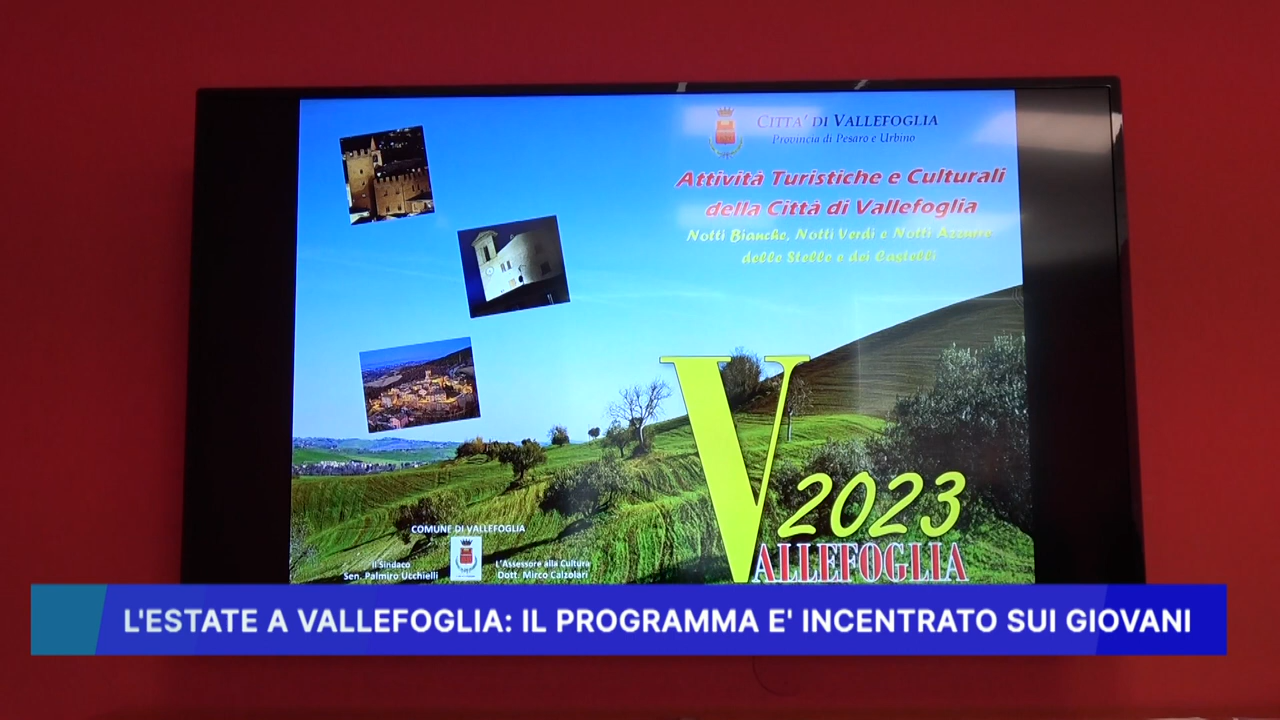 CITTA' DI VALLEFOGLIA
Provincia di Pesaro e Urbino
Attività Turistiche e Culturali
della Città di Vallefoglia
Notti Bianche, Notti Verdi e Notti Azzurre
delle Stelle e dei Castelli
V2023
ALLEFOGLIA
COMUNE DI VALLEFOGLIA
Il Sindaco
Sen. Palmiro Ucchielli
L'Assessore alla Cultura
Dott. Mirco Calzolari
L'ESTATE A VALLEFOGLIA: IL PROGRAMMA E' INCENTRATO SUI GIOVANI